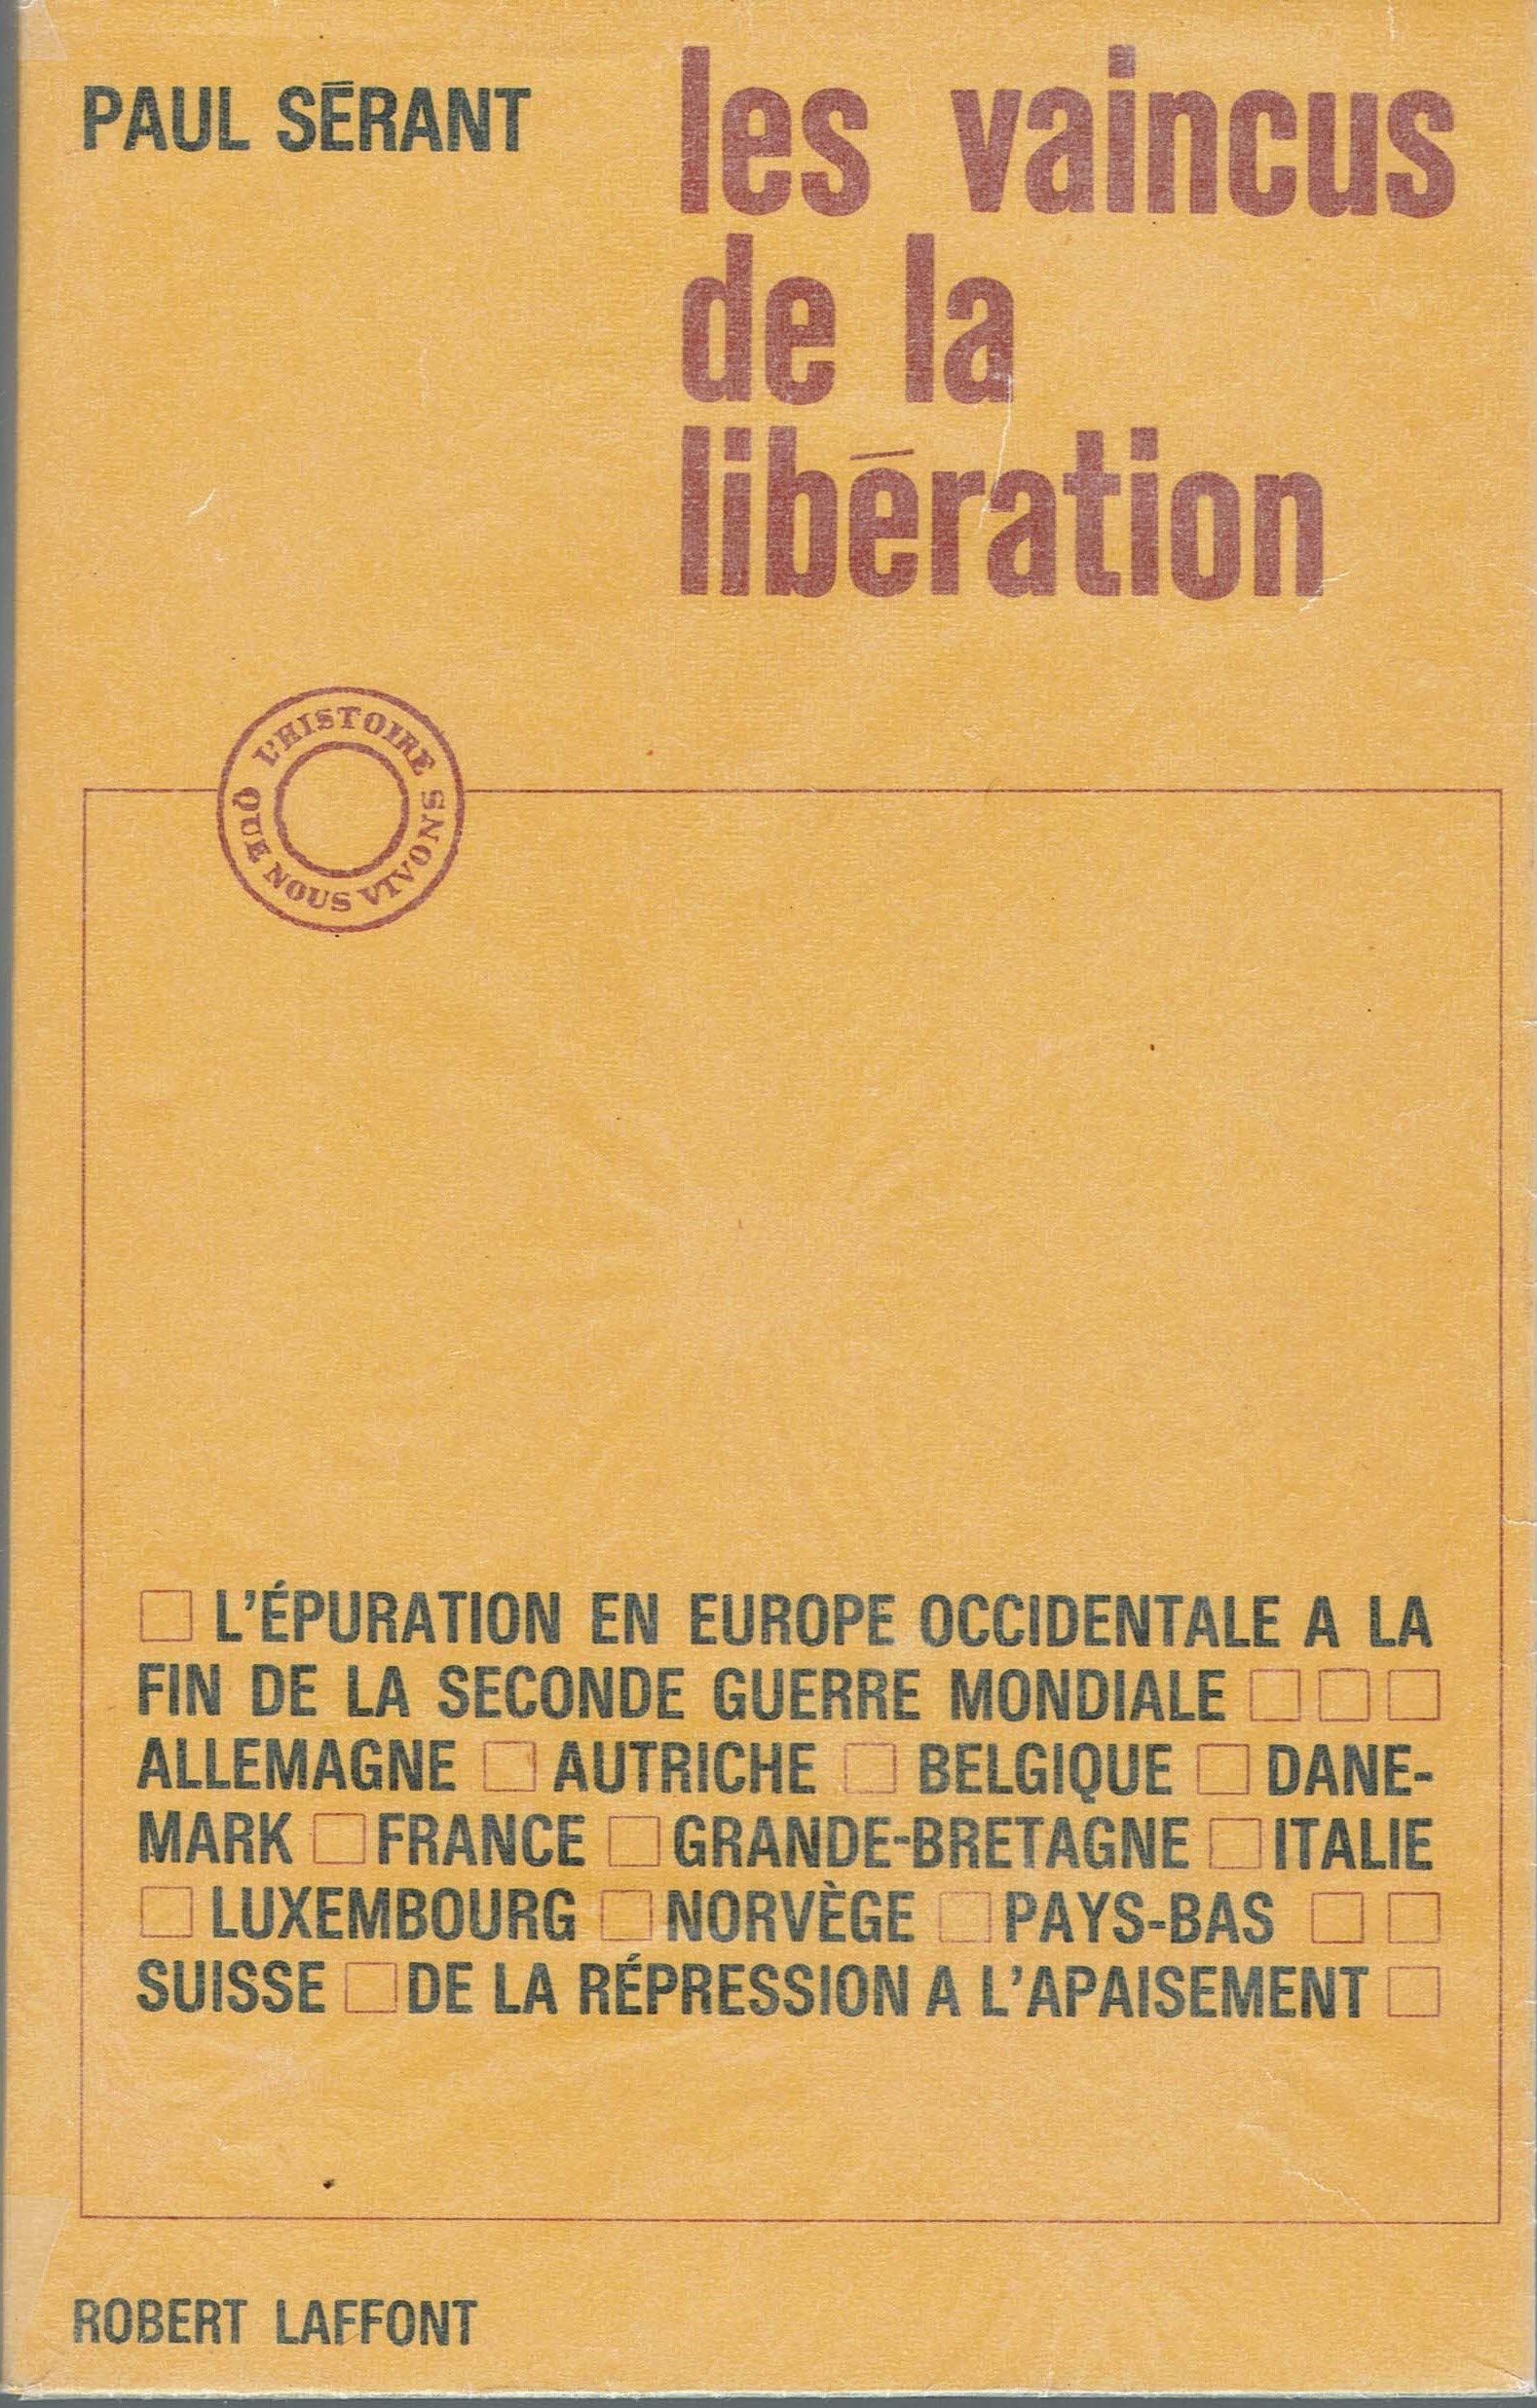 PAUL SÉRANT
les vaincus
de la
libération
L'HISTOIRE QUE NOUS VIVONS
L'ÉPURATION EN EUROPE OCCIDENTALE A LA
FIN DE LA SECONDE GUERRE MONDIALE
ALLEMAGNE AUTRICHE BELGIQUE DANE-
MARK FRANCE GRANDE-BRETAGNE ITALIE
LUXEMBOURG NORVÈGE PAYS-BAS
SUISSE DE LA RÉPRESSION A L'APAISEMENT
ROBERT LAFFONT